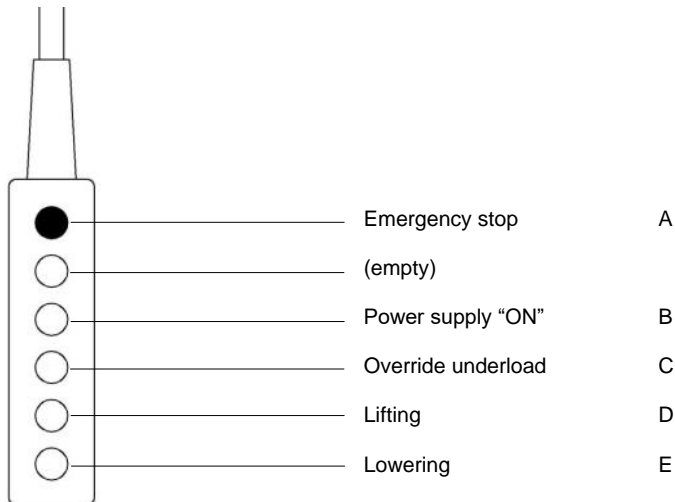 Emergency stop A
(empty)
Power supply “ON” B
Override underload C
Lifting D
Lowering E